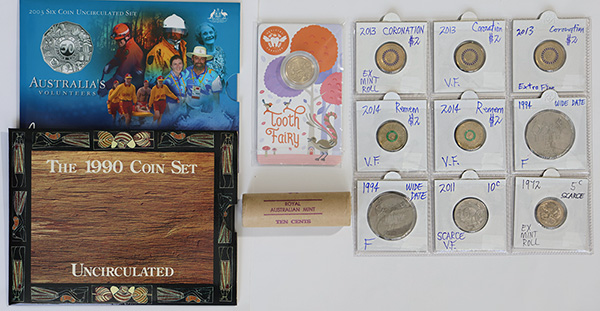 2003 SIX COIN UNCIRCULATED SET
AUSTRALIA'S
VOLUNTEERS
THE 1990 COIN SET
UNCIRCULATED
Tooth
Fairy
ROYAL
AUSTRALIAN MINT
TEN CENTS
2013 CORONATION
$2
EX
MINT
ROLL
2013 Coronation
$2
V.F.
2013 Coronation
$2
Extra Fine
2014 Remem
$2
V.F.
2014 Remem
$2
V.F.
1994 WIDE DATE
F
1994 WIDE
DATE
F
2011 10c
SCARCE
V.F.
1972 5c
SCARCE
EX
MINT
ROLL